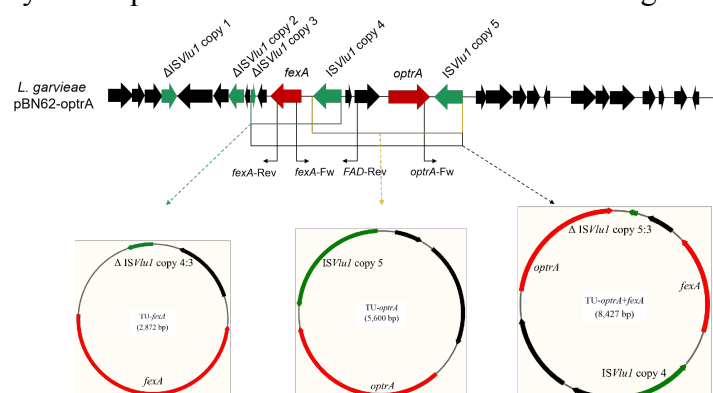 ΔISVlu1 copy 1
ΔISVlu1 copy 2
ΔISVlu1 copy 3
fexA
ISVlu1 copy 4
optrA
ISVlu1 copy 5
L. garvieae
pBN62-optrA
fexA-Rev
fexA-Fw
FAD-Rev
optrA-Fw
Δ ISVlu1 copy 4:3
TU-fexA
(2,872 bp)
fexA
ISVlu1 copy 5
TU-optrA
(5,600 bp)
optrA
Δ ISVlu1 copy 5:3
optrA
fexA
TU-optrA+fexA
(8,427 bp)
ISVlu1 copy 4